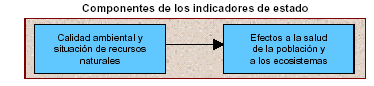 Componentes de los indicadores de estado
Calidad ambiental y
situación de recursos
naturales
Efectos a la salud
de la población y
a los ecosistemas